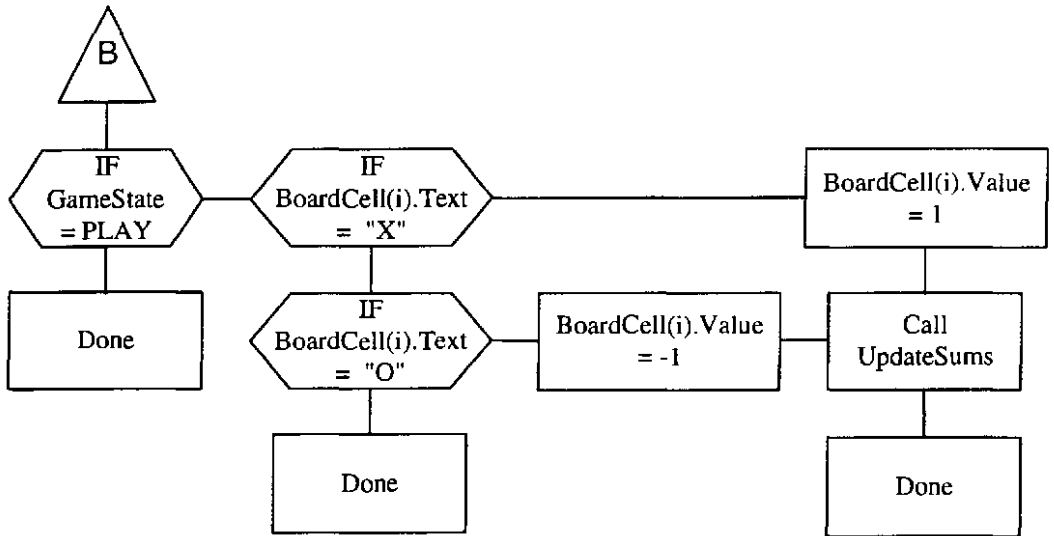 B
IF
GameState
= PLAY
IF
BoardCell(i).Text
= "X"
BoardCell(i).Value
= 1
Done
IF
BoardCell(i).Text
= "O"
BoardCell(i).Value
= -1
Call
UpdateSums
Done
Done